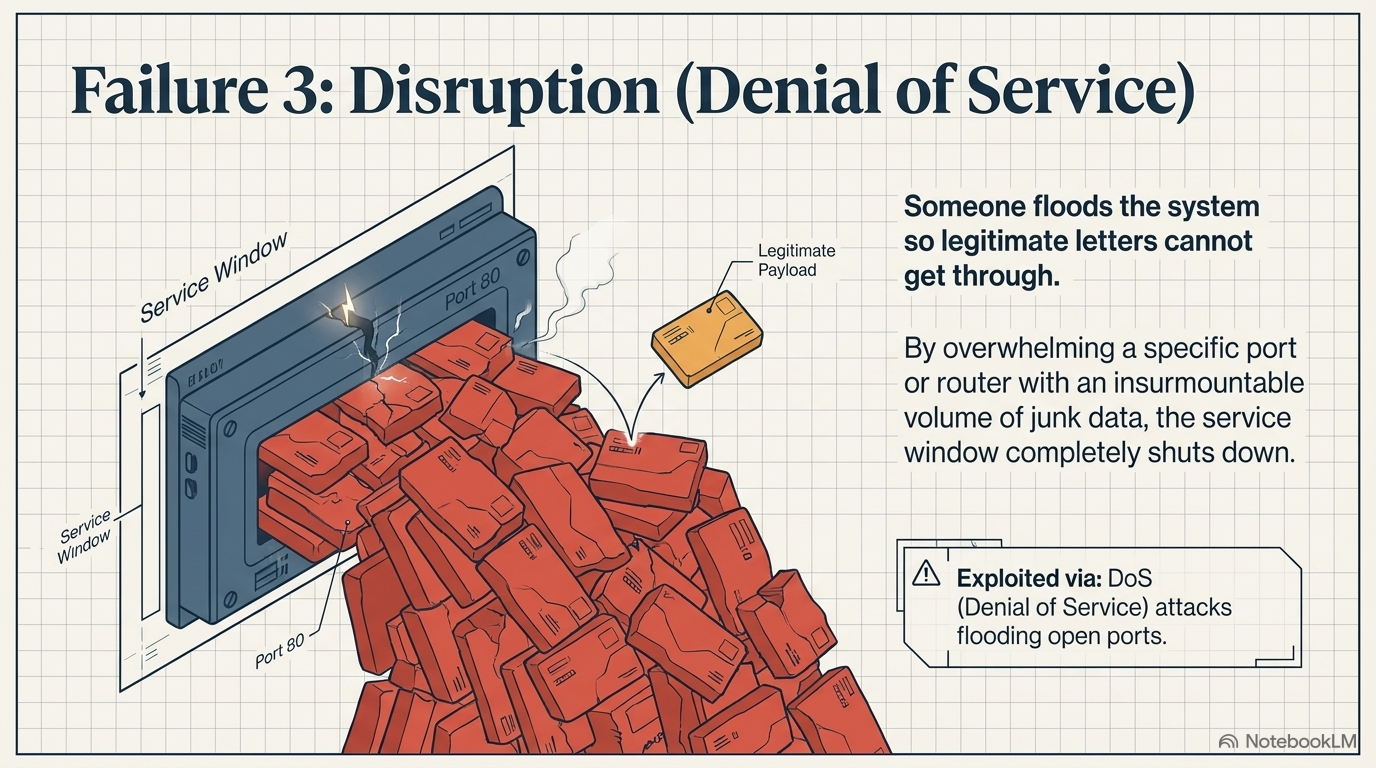 Failure 3: Disruption (Denial of Service)
Service Window
Port 80
Legitimate
Payload
Service
Window
Port 80
Someone floods the system
so legitimate letters cannot
get through.
By overwhelming a specific port
or router with an insurmountable
volume of junk data, the service
window completely shuts down.
Exploited via: DoS
(Denial of Service) attacks
flooding open ports.
NotebookLM